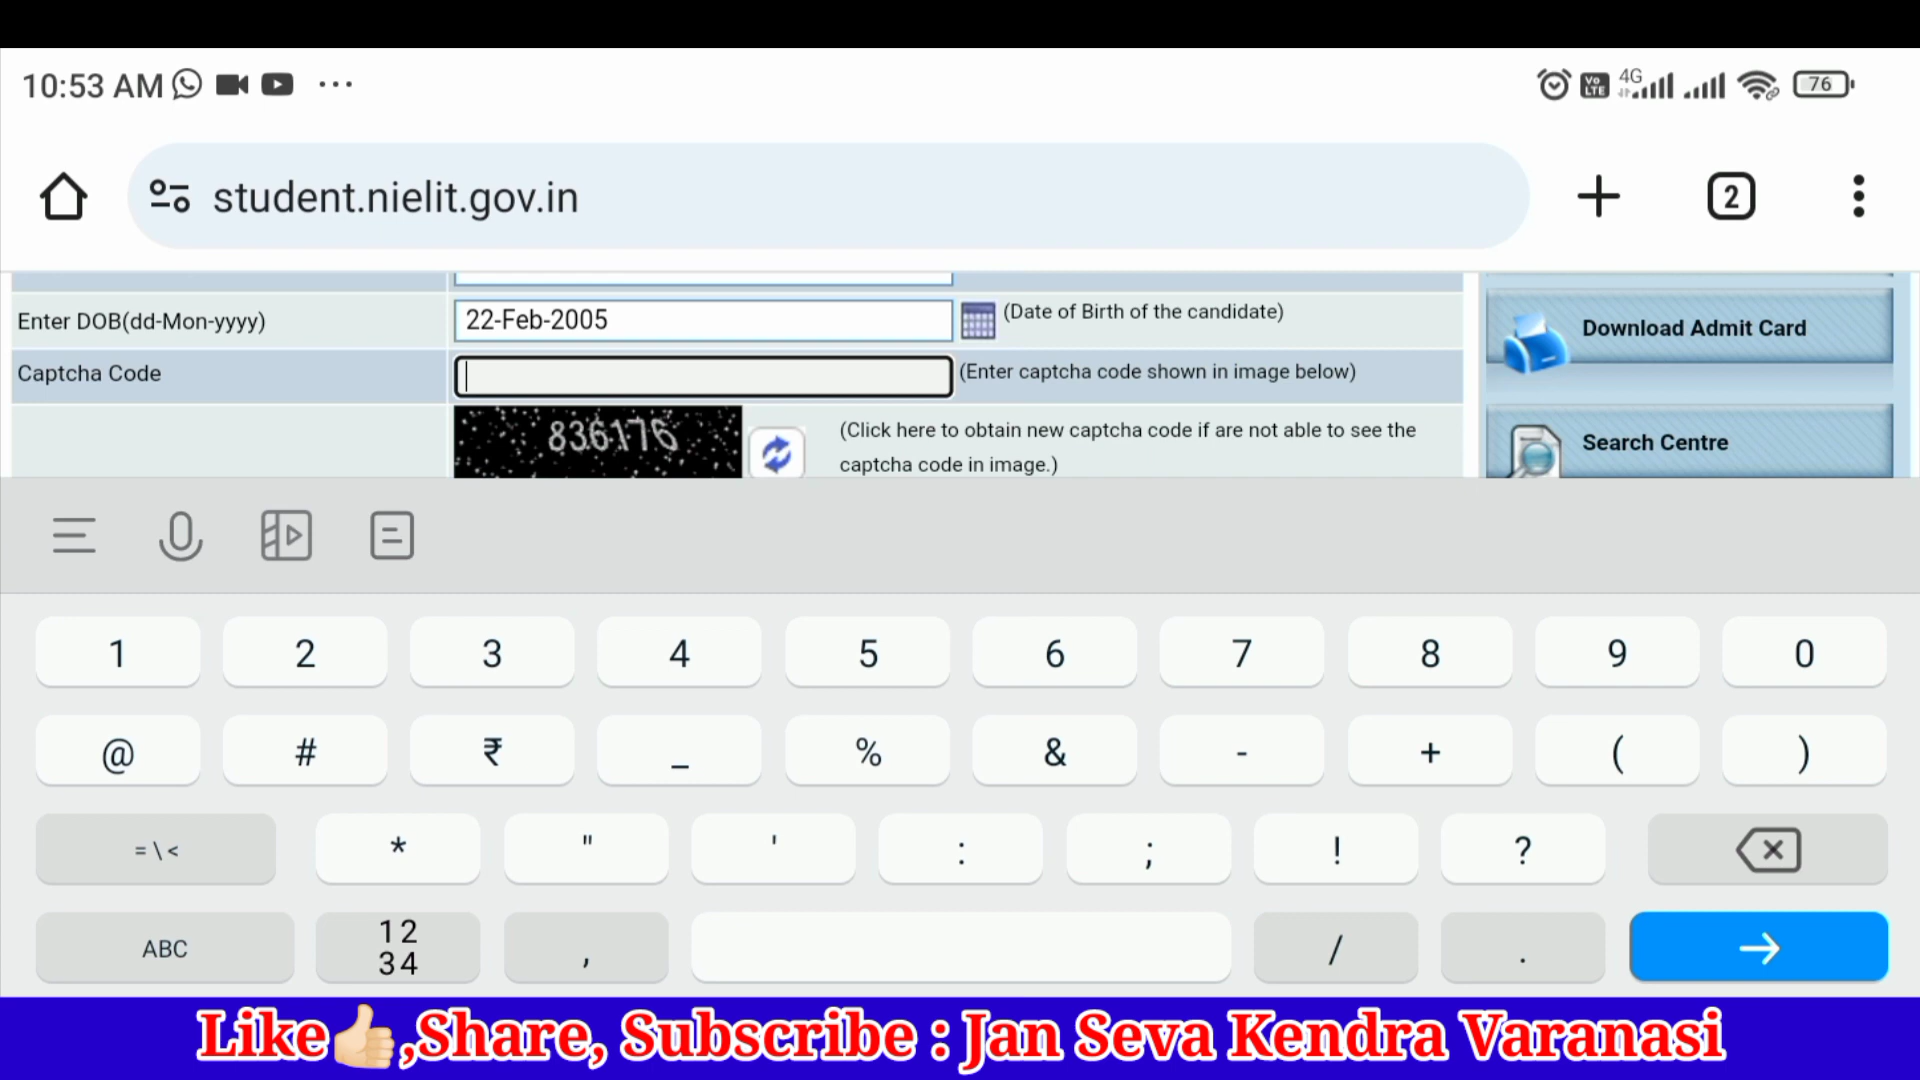 10:53 AM ...
Vo LTE 4G 76
student.nielit.gov.in
2
Enter DOB(dd-Mon-yyyy)
22-Feb-2005
(Date of Birth of the candidate)
Captcha Code
(Enter captcha code shown in image below)
836176
(Click here to obtain new captcha code if are not able to see the
captcha code in image.)
Download Admit Card
Search Centre
1 2 3 4 5 6 7 8 9 0
@ # ₹ _ % & - + ( )
= \ < * " ' : ; ! ?
ABC 12 34 , / .
Like👍🏻,Share, Subscribe : Jan Seva Kendra Varanasi